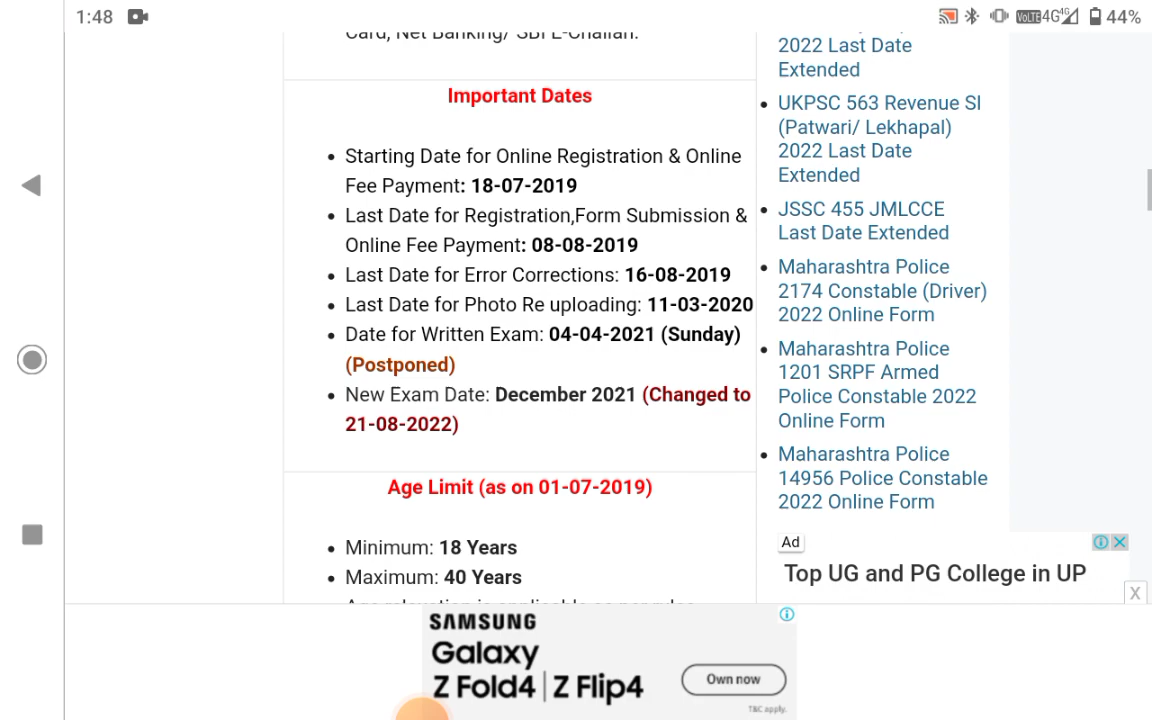 1:48
VoLTE 4G 4G 44%
Card, Net Banking/ SBI E-Challan.
Important Dates
Starting Date for Online Registration & Online
Fee Payment: 18-07-2019
Last Date for Registration,Form Submission &
Online Fee Payment: 08-08-2019
Last Date for Error Corrections: 16-08-2019
Last Date for Photo Re uploading: 11-03-2020
Date for Written Exam: 04-04-2021 (Sunday)
(Postponed)
New Exam Date: December 2021 (Changed to
21-08-2022)
Age Limit (as on 01-07-2019)
Minimum: 18 Years
Maximum: 40 Years
2022 Last Date
Extended
UKPSC 563 Revenue SI
(Patwari/ Lekhapal)
2022 Last Date
Extended
JSSC 455 JMLCCE
Last Date Extended
Maharashtra Police
2174 Constable (Driver)
2022 Online Form
Maharashtra Police
1201 SRPF Armed
Police Constable 2022
Online Form
Maharashtra Police
14956 Police Constable
2022 Online Form
Ad
Top UG and PG College in UP
X
SAMSUNG
Galaxy
Z Fold4 | Z Flip4
Own now
T&C apply.